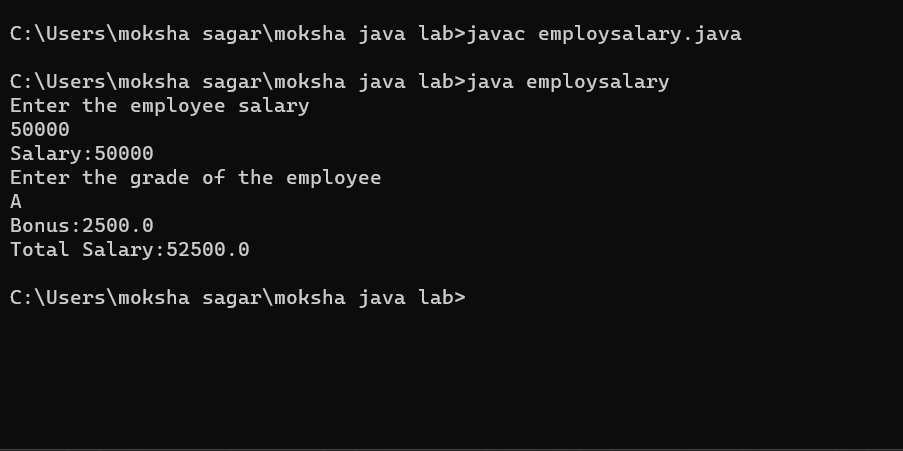 C:\Users\moksha sagar\moksha java lab>javac employsalary.java
C:\Users\moksha sagar\moksha java lab>java employsalary
Enter the employee salary
50000
Salary:50000
Enter the grade of the employee
A
Bonus:2500.0
Total Salary:52500.0
C:\Users\moksha sagar\moksha java lab>